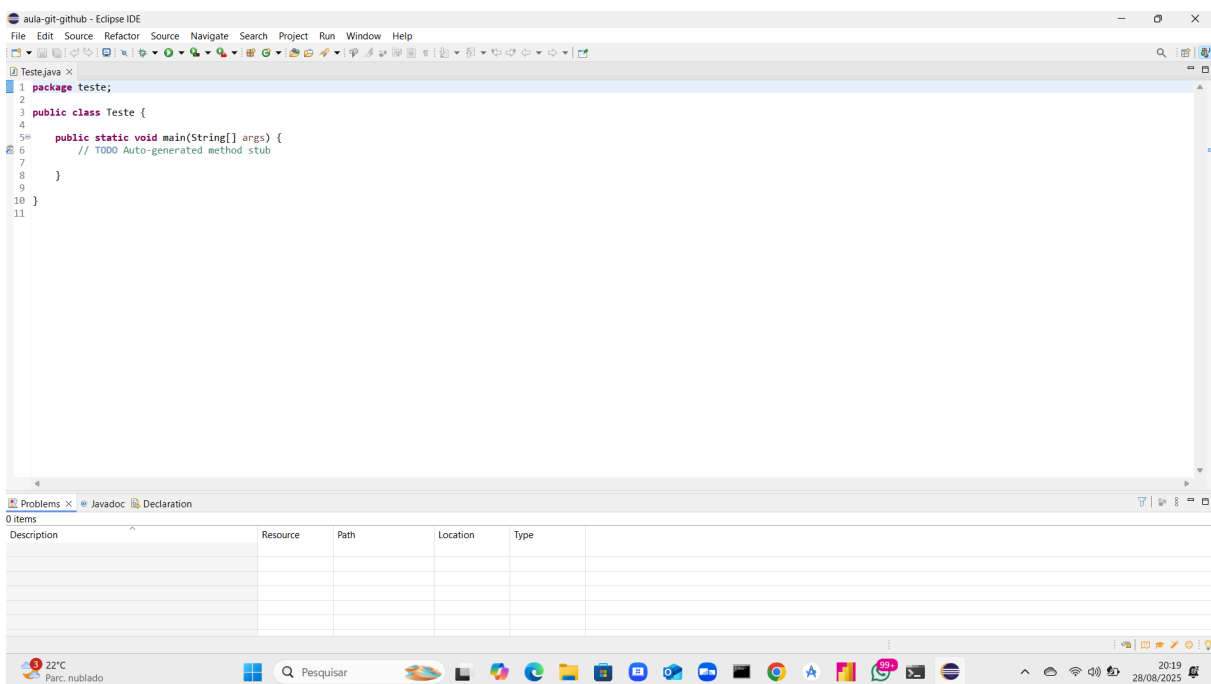 aula-git-github - Eclipse IDE
File Edit Source Refactor Source Navigate Search Project Run Window Help
Teste.java
1 package teste;
2
3 public class Teste {
4
5 public static void main(String[] args) {
6 // TODO Auto-generated method stub
7
8 }
9
10 }
11
Problems Javadoc Declaration
0 items
Description Resource Path Location Type
3 22°C
Parc. nublado
Pesquisar
99+
20:19
28/08/2025